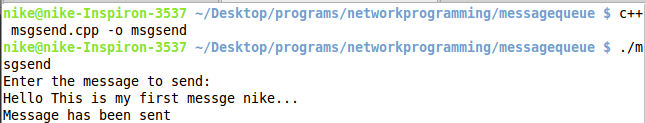 nike@nike-Inspiron-3537 ~/Desktop/programs/networkprogramming/messagequeue $ c++
 msgsend.cpp -o msgsend
nike@nike-Inspiron-3537 ~/Desktop/programs/networkprogramming/messagequeue $ ./m
sgsend
Enter the message to send:
Hello This is my first messge nike...
Message has been sent